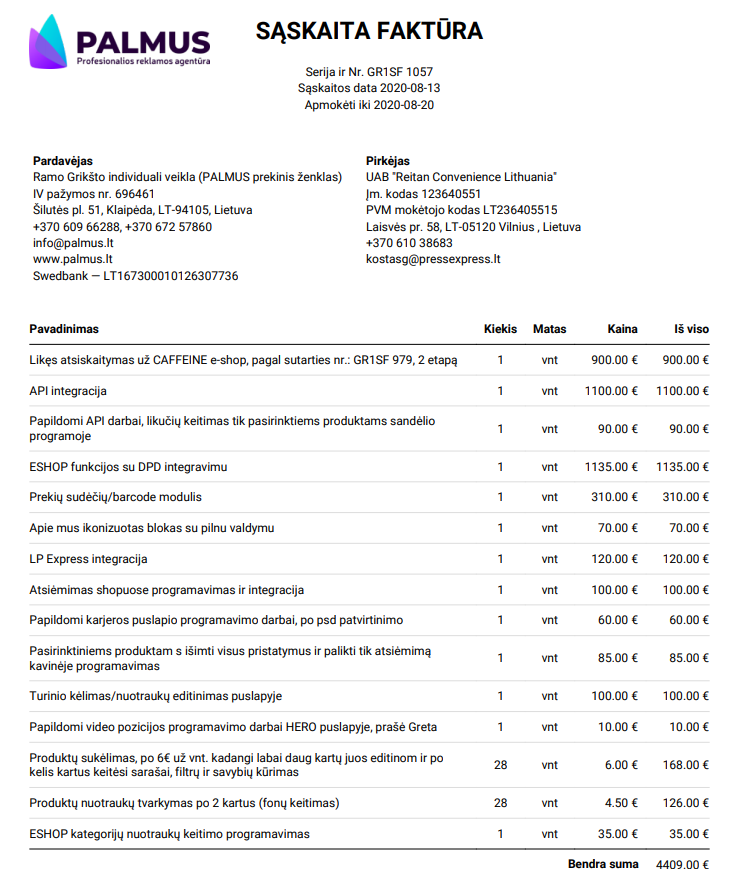 PALMUS
Profesionalios reklamos agentūra
SĄSKAITA FAKTŪRA
Serija ir Nr. GR1SF 1057
Sąskaitos data 2020-08-13
Apmokėti iki 2020-08-20
Pardavėjas
Ramo Grikšto individuali veikla (PALMUS prekinis ženklas)
IV pažymos nr. 696461
Šilutės pl. 51, Klaipėda, LT-94105, Lietuva
+370 609 66288, +370 672 57860
info@palmus.lt
www.palmus.lt
Swedbank — LT167300010126307736
Pirkėjas
UAB "Reitan Convenience Lithuania"
Įm. kodas 123640551
PVM mokėtojo kodas LT236405515
Laisvės pr. 58, LT-05120 Vilnius , Lietuva
+370 610 38683
kostasg@pressexpress.lt
Pavadinimas Kiekis Matas Kaina Iš viso
Likęs atsiskaitymas už CAFFEINE e-shop, pagal sutarties nr.: GR1SF 979, 2 etapą 1 vnt 900.00 € 900.00 €
API integracija 1 vnt 1100.00 € 1100.00 €
Papildomi API darbai, likučių keitimas tik pasirinktiems produktams sandėlio
programoje 1 vnt 90.00 € 90.00 €
ESHOP funkcijos su DPD integravimu 1 vnt 1135.00 € 1135.00 €
Prekių sudėčių/barcode modulis 1 vnt 310.00 € 310.00 €
Apie mus ikonizuotas blokas su pilnu valdymu 1 vnt 70.00 € 70.00 €
LP Express integracija 1 vnt 120.00 € 120.00 €
Atsiėmimas shopuose programavimas ir integracija 1 vnt 100.00 € 100.00 €
Papildomi karjeros puslapio programavimo darbai, po psd patvirtinimo 1 vnt 60.00 € 60.00 €
Pasirinktiniems produktam s išimti visus pristatymus ir palikti tik atsiėmimą
kavinėje programavimas 1 vnt 85.00 € 85.00 €
Turinio kėlimas/nuotraukų editinimas puslapyje 1 vnt 100.00 € 100.00 €
Papildomi video pozicijos programavimo darbai HERO puslapyje, prašė Greta 1 vnt 10.00 € 10.00 €
Produktų sukėlimas, po 6€ už vnt. kadangi labai daug kartų juos editinom ir po
kelis kartus keitėsi sarašai, filtrų ir savybių kūrimas 28 vnt 6.00 € 168.00 €
Produktų nuotraukų tvarkymas po 2 kartus (fonų keitimas) 28 vnt 4.50 € 126.00 €
ESHOP kategorijų nuotraukų keitimo programavimas 1 vnt 35.00 € 35.00 €
Bendra suma 4409.00 €